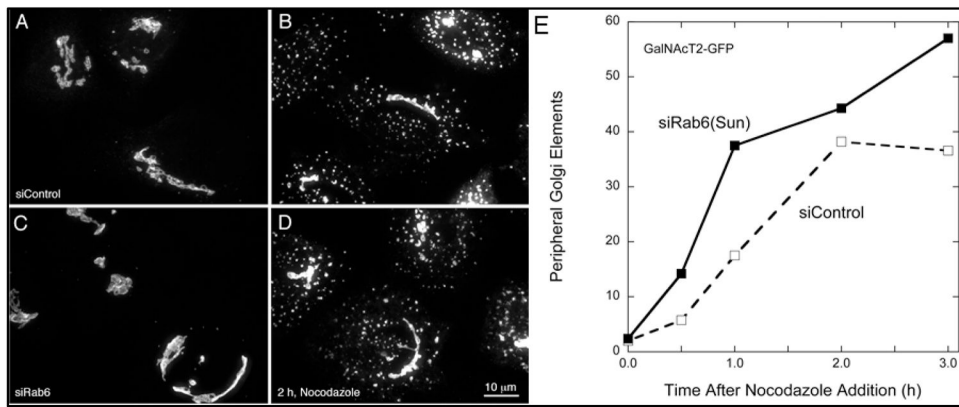 A
siControl
B
C
siRab6
D
2 h, Nocodazole
10 µm
E
GalNAcT2-GFP
siRab6(Sun)
siControl
Peripheral Golgi Elements
60
50
40
30
20
10
0
0.0 1.0 2.0 3.0
Time After Nocodazole Addition (h)